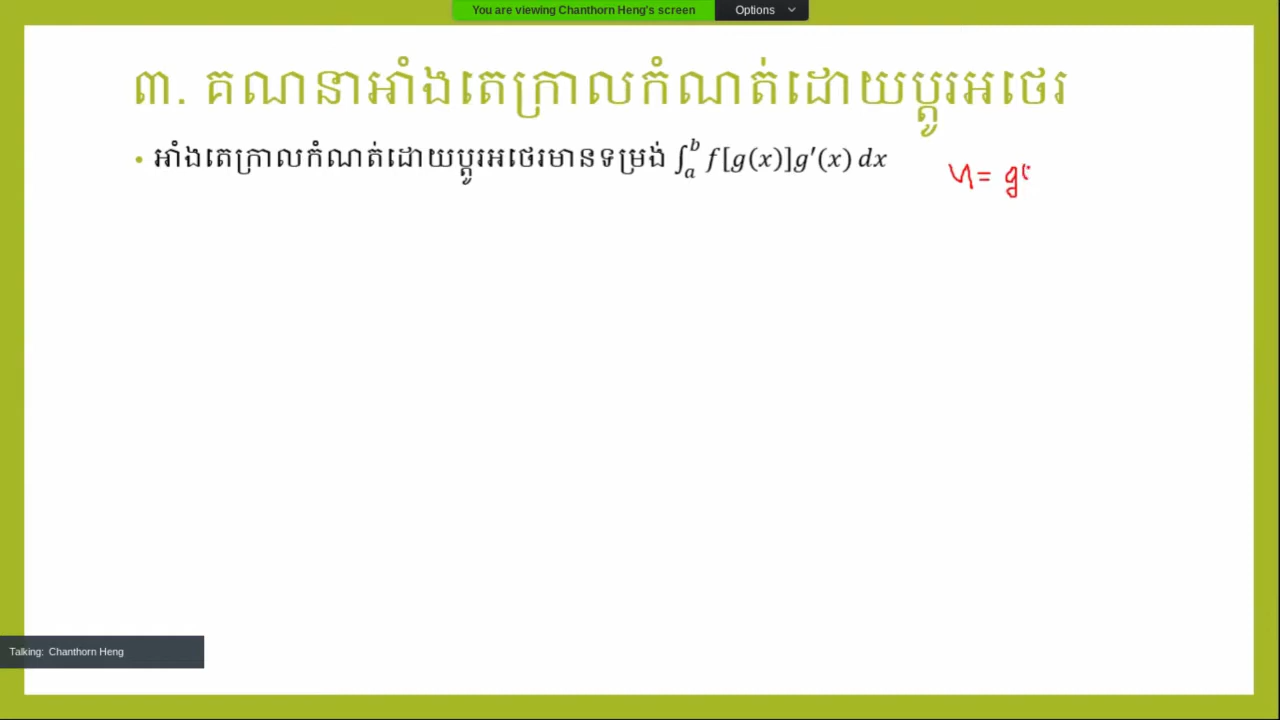 You are viewing Chanthorn Heng's screen Options
៣. គណនាអាំងតេក្រាលកំណត់ដោយប្តូរអថេរ
• អាំងតេក្រាលកំណត់ដោយប្តូរអថេរមានទម្រង់ ∫ₐᵇ f[g(x)]g′(x) dx
u = g(
Talking: Chanthorn Heng